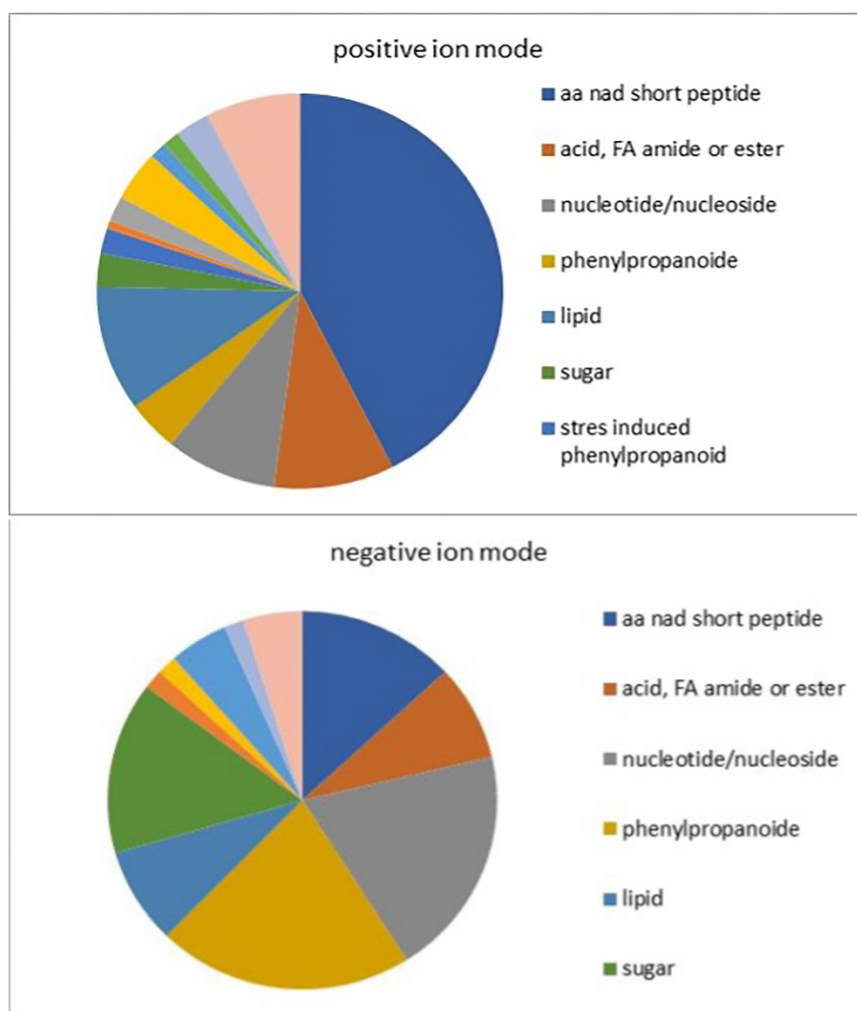 positive ion mode
aa nad short peptide
acid, FA amide or ester
nucleotide/nucleoside
phenylpropanoide
lipid
sugar
stres induced
phenylpropanoid
negative ion mode
aa nad short peptide
acid, FA amide or ester
nucleotide/nucleoside
phenylpropanoide
lipid
sugar